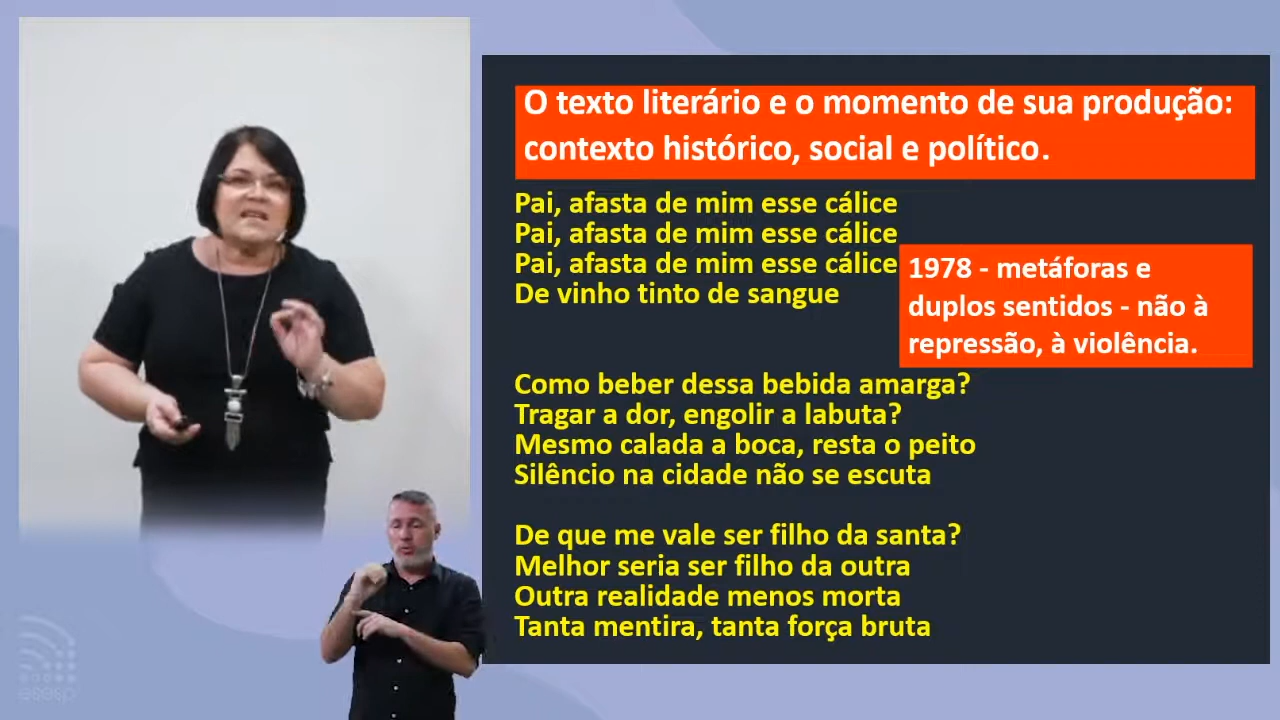 O texto literário e o momento de sua produção:
contexto histórico, social e político.
Pai, afasta de mim esse cálice
Pai, afasta de mim esse cálice
Pai, afasta de mim esse cálice
De vinho tinto de sangue
1978 - metáforas e
duplos sentidos - não à
repressão, à violência.
Como beber dessa bebida amarga?
Tragar a dor, engolir a labuta?
Mesmo calada a boca, resta o peito
Silêncio na cidade não se escuta
De que me vale ser filho da santa?
Melhor seria ser filho da outra
Outra realidade menos morta
Tanta mentira, tanta força bruta
esesp